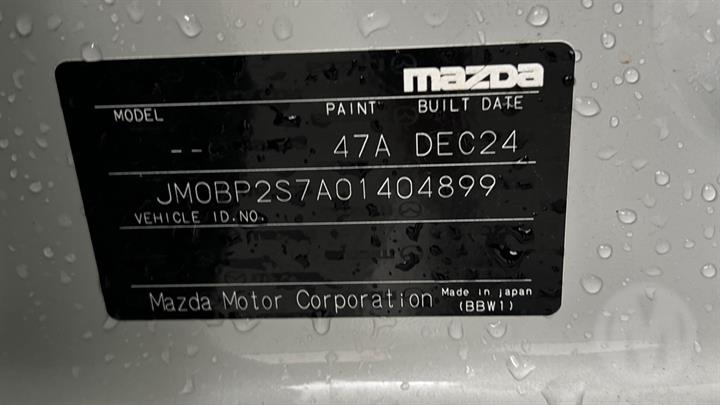 mazda
MODEL PAINT BUILT DATE
-- 47A DEC24
JM0BP2S7A01404899
VEHICLE ID.NO.
Mazda Motor Corporation Made in japan
(BBW1)